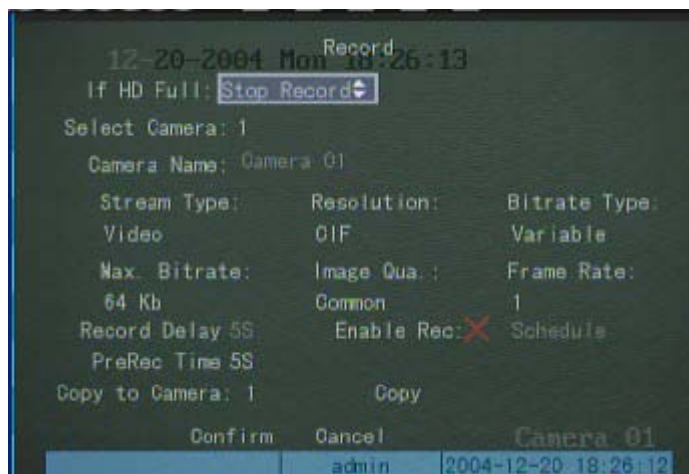 Record
12-20-2004 Mon 18:26:13
If HD Full: Stop Record
Select Camera: 1
Camera Name: Camera 01
Stream Type: Resolution: Bitrate Type:
Video CIF Variable
Max. Bitrate: Image Qua.: Frame Rate:
64 Kb Common 1
Record Delay 5S Enable Rec: Schedule
PreRec Time 5S
Copy to Camera: 1 Copy
Confirm Cancel Camera 01
admin 2004-12-20 18:26:12